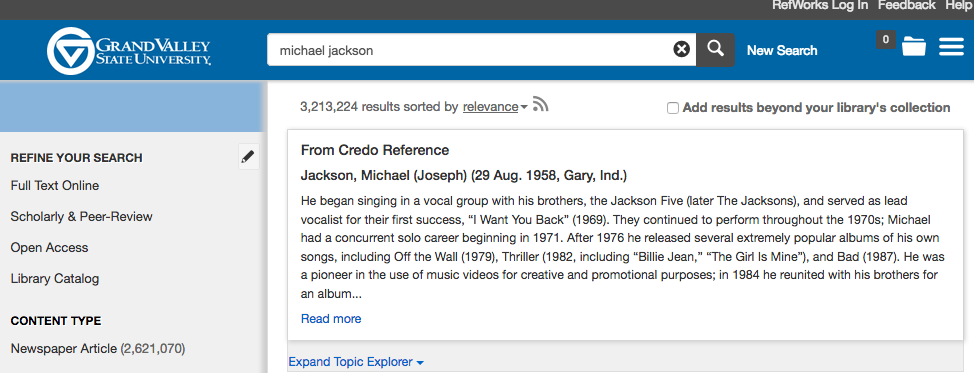 RefWorks Log In Feedback Help
GRAND VALLEY
STATE UNIVERSITY.
michael jackson
New Search
0
3,213,224 results sorted by relevance
Add results beyond your library's collection
REFINE YOUR SEARCH
Full Text Online
Scholarly & Peer-Review
Open Access
Library Catalog
CONTENT TYPE
Newspaper Article (2,621,070)
From Credo Reference
Jackson, Michael (Joseph) (29 Aug. 1958, Gary, Ind.)
He began singing in a vocal group with his brothers, the Jackson Five (later The Jacksons), and served as lead
vocalist for their first success, “I Want You Back” (1969). They continued to perform throughout the 1970s; Michael
had a concurrent solo career beginning in 1971. After 1976 he released several extremely popular albums of his own
songs, including Off the Wall (1979), Thriller (1982, including “Billie Jean,” “The Girl Is Mine”), and Bad (1987). He was
a pioneer in the use of music videos for creative and promotional purposes; in 1984 he reunited with his brothers for
an album...
Read more
Expand Topic Explorer